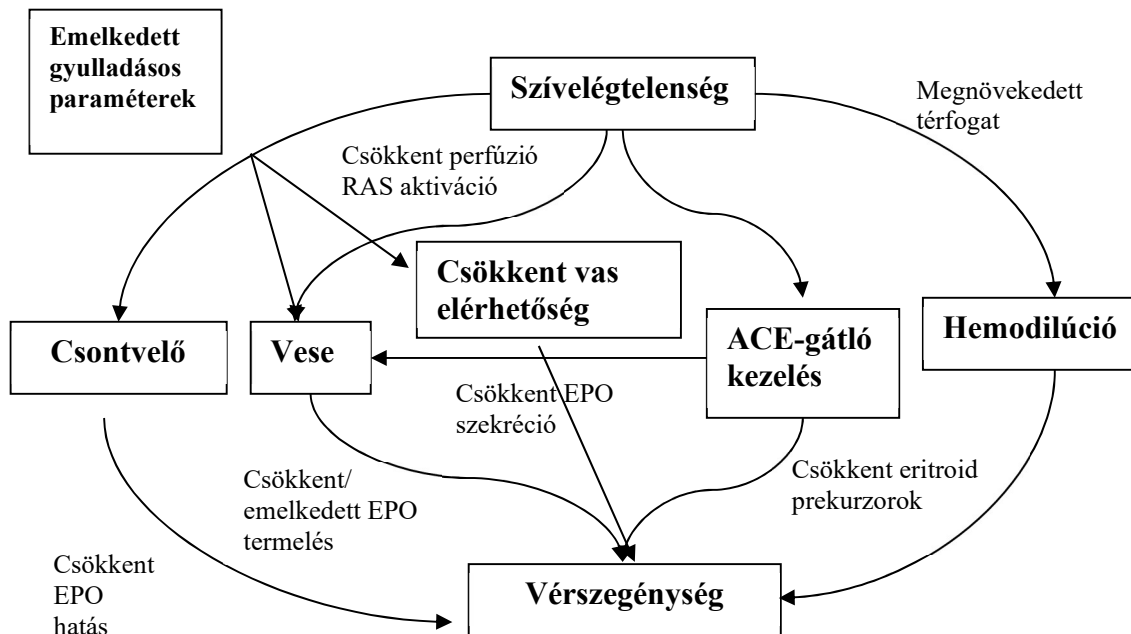 Emelkedett
gyulladásos
paraméterek
Szívelégtelenség
Megnövekedett
térfogat
Csökkent perfúzió
RAS aktiváció
Csökkent vas
elérhetőség
Csontvelő
Vese
ACE-gátló
kezelés
Hemodilúció
Csökkent EPO
szekréció
Csökkent/
emelkedett EPO
termelés
Csökkent eritroid
prekurzorok
Csökkent
EPO
hatás
Vérszegénység